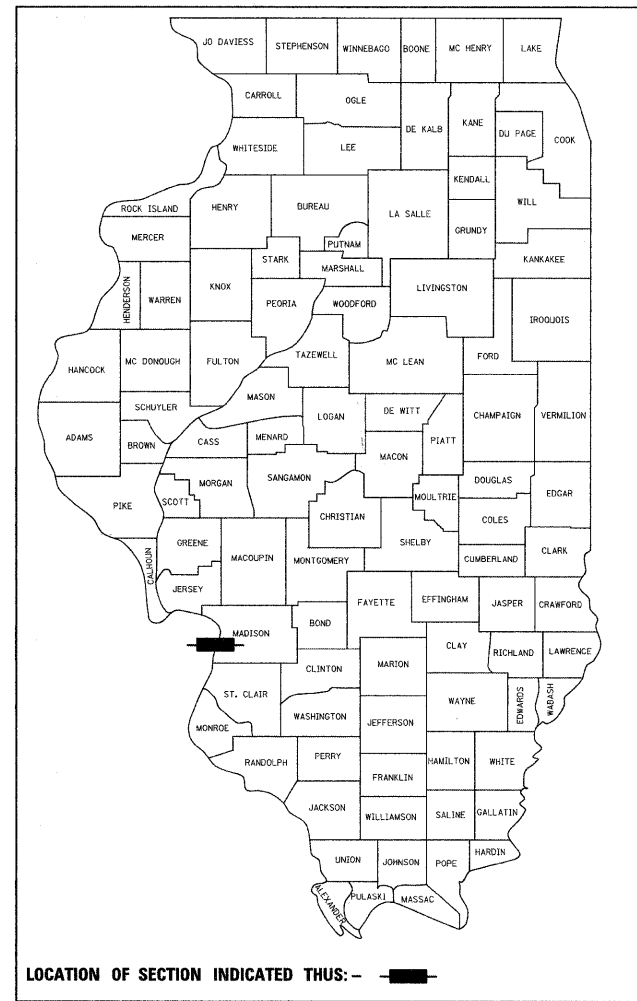 JO DAVIESS
STEPHENSON
WINNEBAGO
BOONE
MC HENRY
LAKE
CARROLL
OGLE
DE KALB
KANE
DU PAGE
COOK
WHITESIDE
LEE
KENDALL
WILL
ROCK ISLAND
HENRY
BUREAU
LA SALLE
GRUNDY
MERCER
PUTNAM
KANKAKEE
STARK
MARSHALL
HENDERSON
WARREN
KNOX
PEORIA
WOODFORD
LIVINGSTON
IROQUOIS
HANCOCK
MC DONOUGH
FULTON
TAZEWELL
MC LEAN
FORD
MASON
SCHUYLER
LOGAN
DE WITT
CHAMPAIGN
VERMILION
ADAMS
BROWN
CASS
MENARD
PIATT
MACON
PIKE
SCOTT
MORGAN
SANGAMON
MOULTRIE
DOUGLAS
EDGAR
CHRISTIAN
COLES
GREENE
MACOUPIN
MONTGOMERY
SHELBY
CUMBERLAND
CLARK
CALHOUN
JERSEY
FAYETTE
EFFINGHAM
JASPER
CRAWFORD
MADISON
BOND
CLAY
RICHLAND
LAWRENCE
CLINTON
MARION
ST. CLAIR
WAYNE
EDWARDS
WABASH
WASHINGTON
JEFFERSON
MONROE
RANDOLPH
PERRY
HAMILTON
WHITE
FRANKLIN
JACKSON
WILLIAMSON
SALINE
GALLATIN
UNION
JOHNSON
POPE
HARDIN
ALEXANDER
PULASKI
MASSAC
LOCATION OF SECTION INDICATED THUS: –